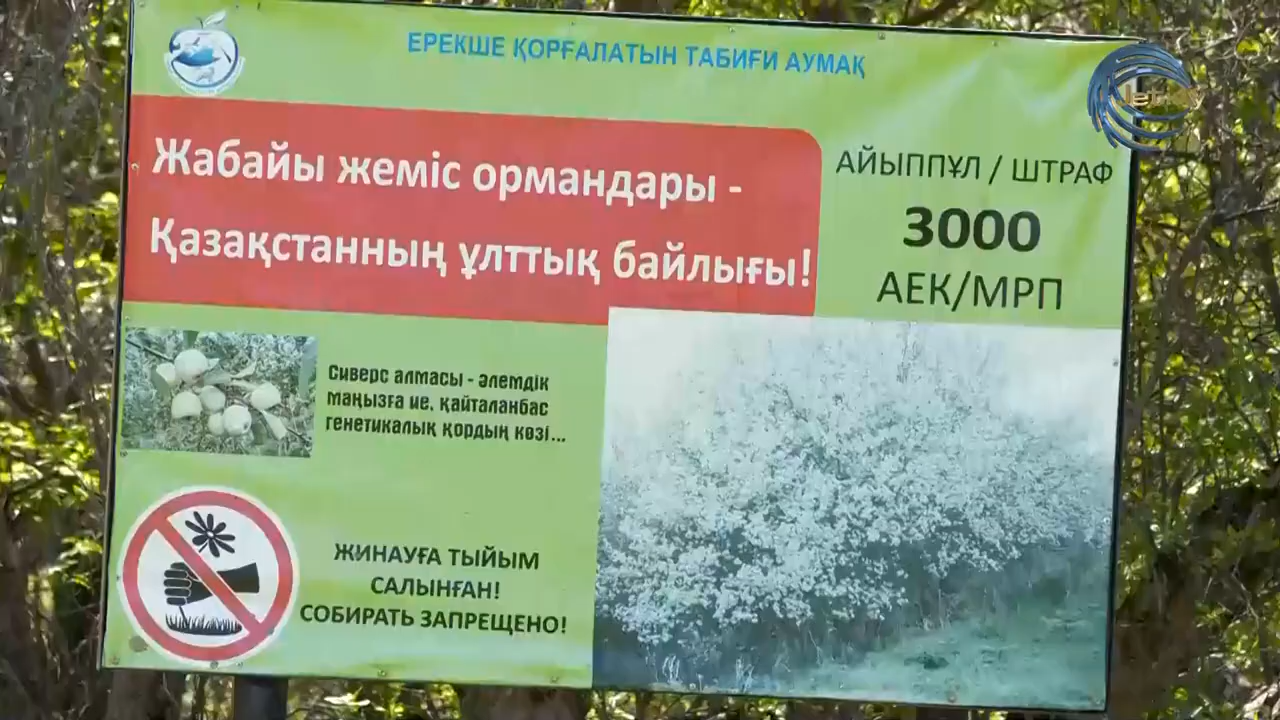 ЕРЕКШЕ ҚОРҒАЛАТЫН ТАБИҒИ АУМАҚ
Жабайы жеміс ормандары -
Қазақстанның ұлттық байлығы!
АЙЫППҰЛ / ШТРАФ
3000
АЕК/МРП
Сиверс алмасы - әлемдік
маңызға ие, қайталанбас
генетикалық қордың көзі...
ЖИНАУҒА ТЫЙЫМ
САЛЫНҒАН!
СОБИРАТЬ ЗАПРЕЩЕНО!